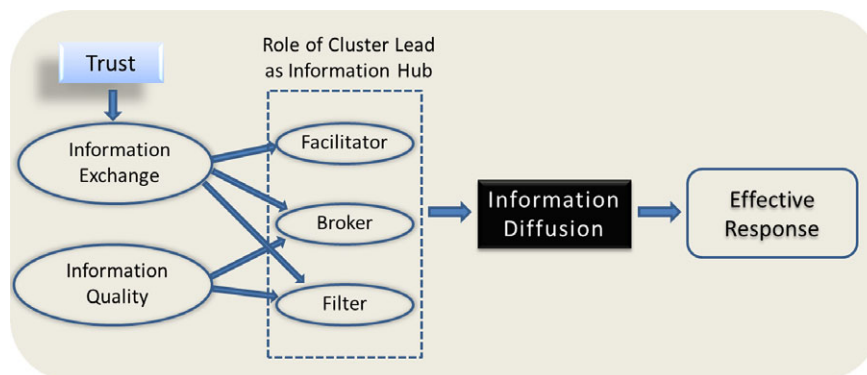 Role of Cluster Lead
as Information Hub
Trust
Information
Exchange
Facilitator
Broker
Information
Diffusion
Effective
Response
Information
Quality
Filter